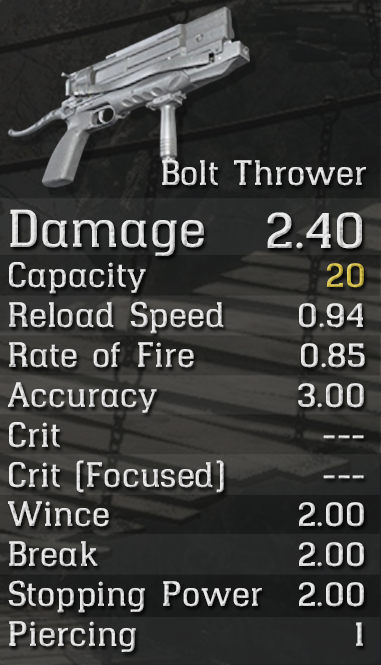 Bolt Thrower
Damage 2.40
Capacity 20
Reload Speed 0.94
Rate of Fire 0.85
Accuracy 3.00
Crit ---
Crit (Focused) ---
Wince 2.00
Break 2.00
Stopping Power 2.00
Piercing 1